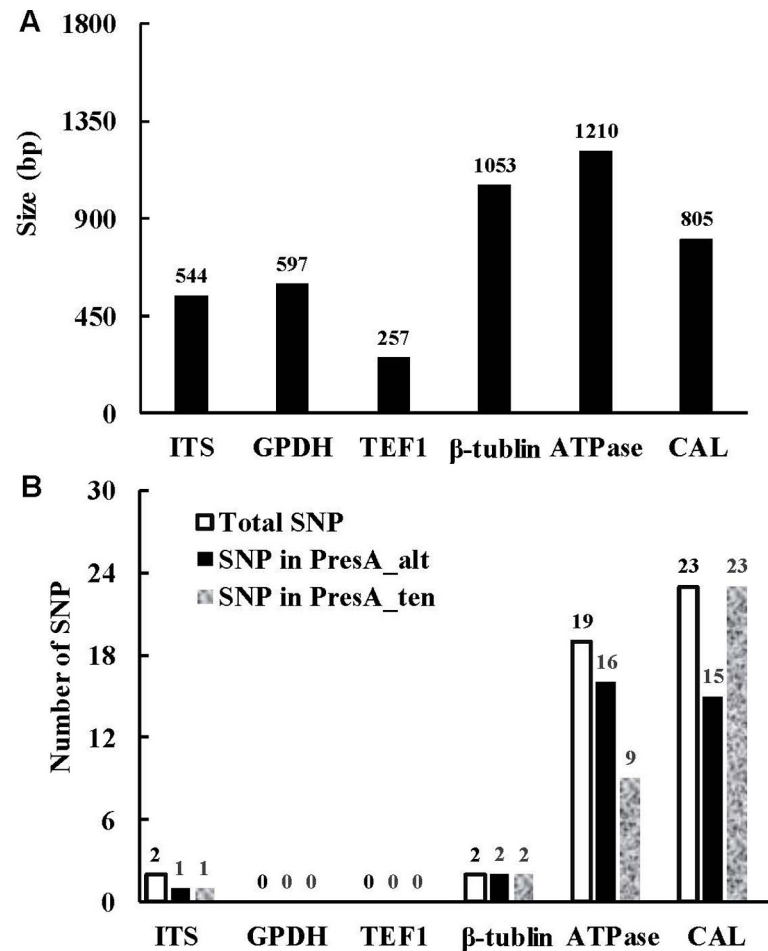 A
1800
1350
900
450
0
Size (bp)
544
597
257
1053
1210
805
ITS GPDH TEF1 β-tublin ATPase CAL
B
30
24
18
12
6
0
Number of SNP
Total SNP
SNP in PresA_alt
SNP in PresA_ten
2 1 1
0 0 0
0 0 0
2 2 2
19 16 9
23 15 23
ITS GPDH TEF1 β-tublin ATPase CAL